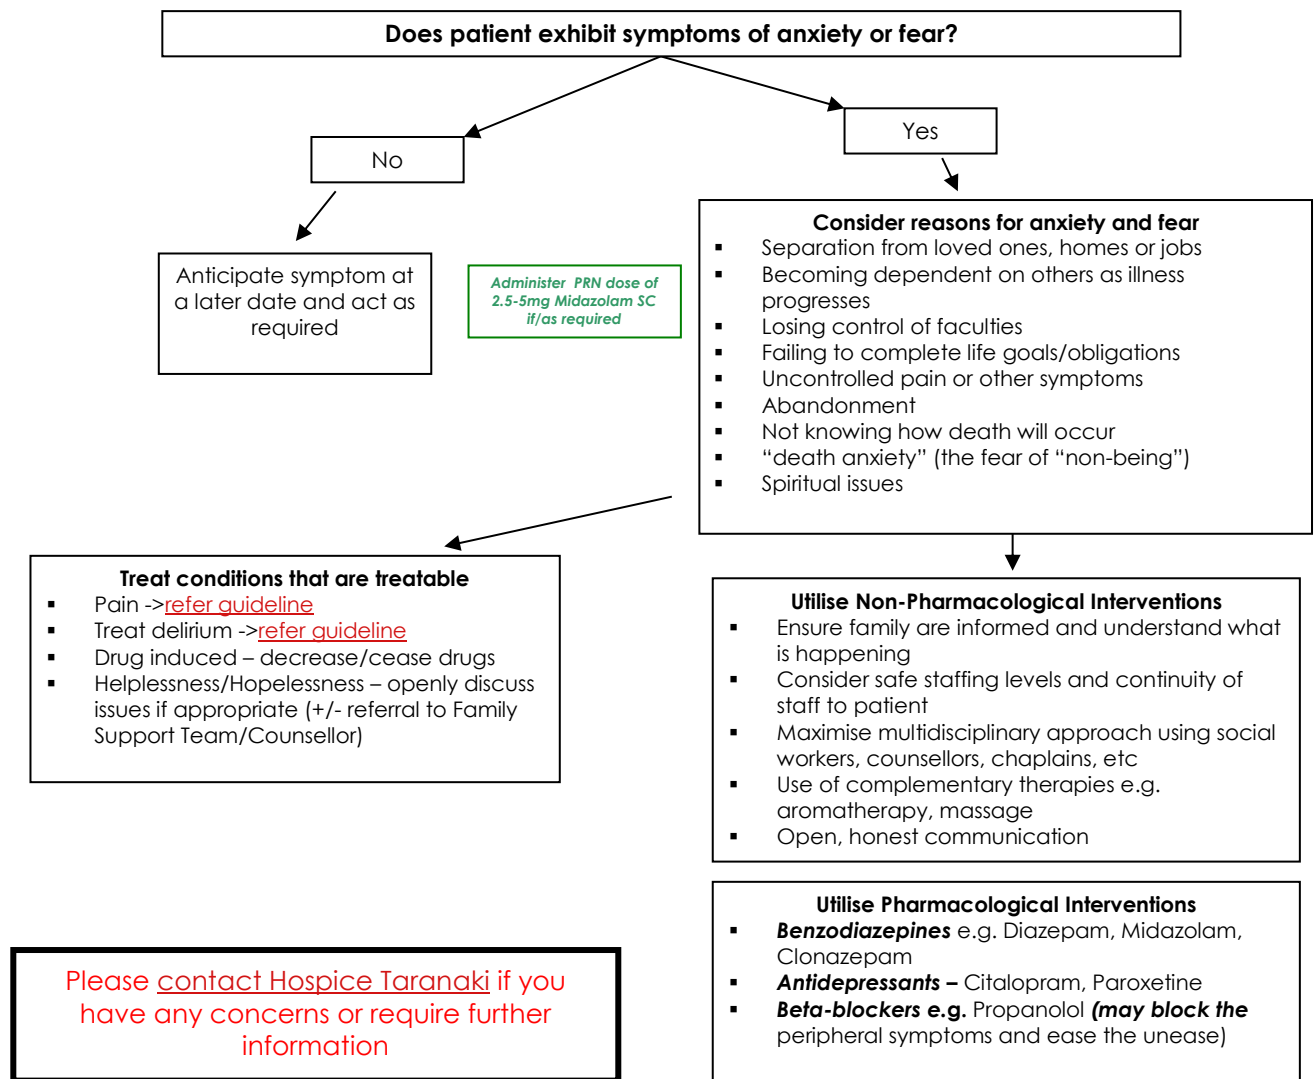 Does patient exhibit symptoms of anxiety or fear?
No
Yes
Anticipate symptom at
a later date and act as
required
Administer PRN dose of
2.5-5mg Midazolam SC
if/as required
Consider reasons for anxiety and fear
▪ Separation from loved ones, homes or jobs
▪ Becoming dependent on others as illness
progresses
▪ Losing control of faculties
▪ Failing to complete life goals/obligations
▪ Uncontrolled pain or other symptoms
▪ Abandonment
▪ Not knowing how death will occur
▪ “death anxiety” (the fear of “non-being”)
▪ Spiritual issues
Treat conditions that are treatable
▪ Pain ->refer guideline
▪ Treat delirium ->refer guideline
▪ Drug induced – decrease/cease drugs
▪ Helplessness/Hopelessness – openly discuss
issues if appropriate (+/- referral to Family
Support Team/Counsellor)
Utilise Non-Pharmacological Interventions
▪ Ensure family are informed and understand what
is happening
▪ Consider safe staffing levels and continuity of
staff to patient
▪ Maximise multidisciplinary approach using social
workers, counsellors, chaplains, etc
▪ Use of complementary therapies e.g.
aromatherapy, massage
▪ Open, honest communication
Utilise Pharmacological Interventions
▪ Benzodiazepines e.g. Diazepam, Midazolam,
Clonazepam
▪ Antidepressants – Citalopram, Paroxetine
▪ Beta-blockers e.g. Propanolol (may block the
peripheral symptoms and ease the unease)
Please contact Hospice Taranaki if you
have any concerns or require further
information